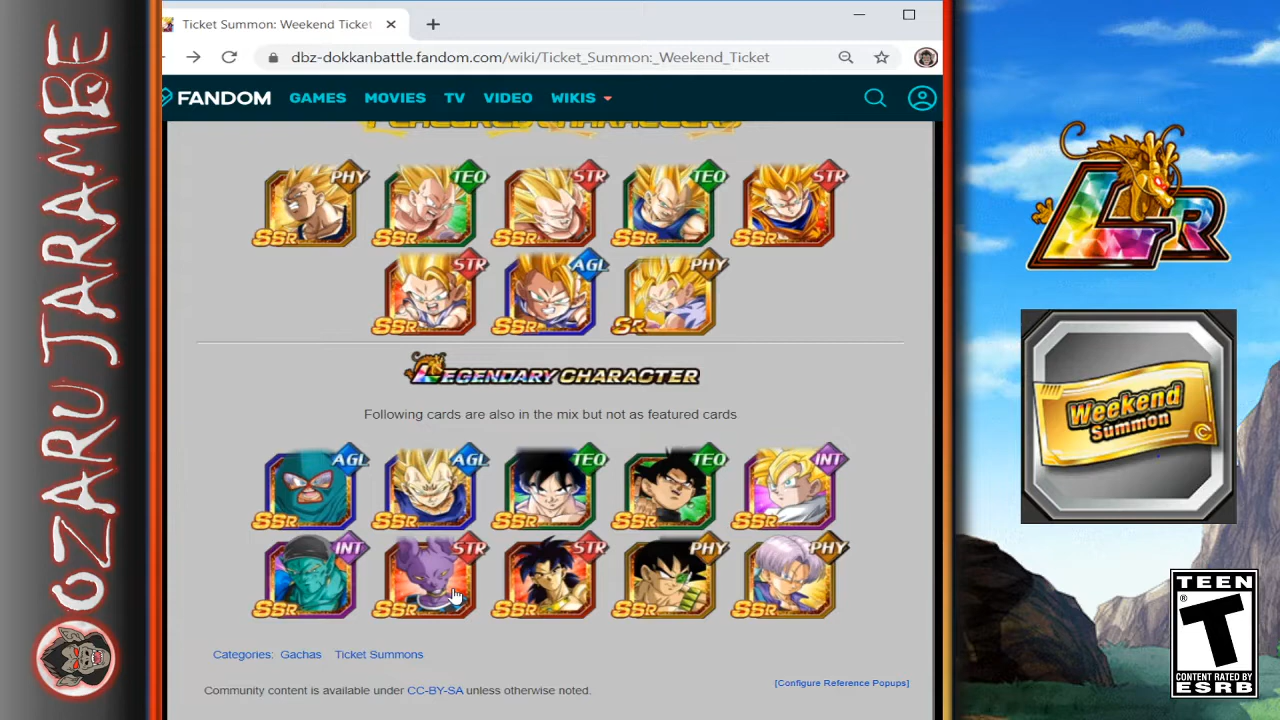 OZARU JARAMBE
Ticket Summon: Weekend Ticket
dbz-dokkanbattle.fandom.com/wiki/Ticket_Summon:_Weekend_Ticket
FANDOM GAMES MOVIES TV VIDEO WIKIS
FEATURED CHARACTERS
PHY TEQ STR TEQ STR
SSR SSR SSR SSR SSR
STR AGL PHY
SSR SSR SR
LEGENDARY CHARACTER
Following cards are also in the mix but not as featured cards
AGL AGL TEQ TEQ INT
SSR SSR SSR SSR SSR
INT STR STR PHY PHY
SSR SSR SSR SSR SSR
Categories: Gachas Ticket Summons
[Configure Reference Popups]
Community content is available under CC-BY-SA unless otherwise noted.
LR
Weekend
Summon
TEEN
®
T
CONTENT RATED BY
ESRB